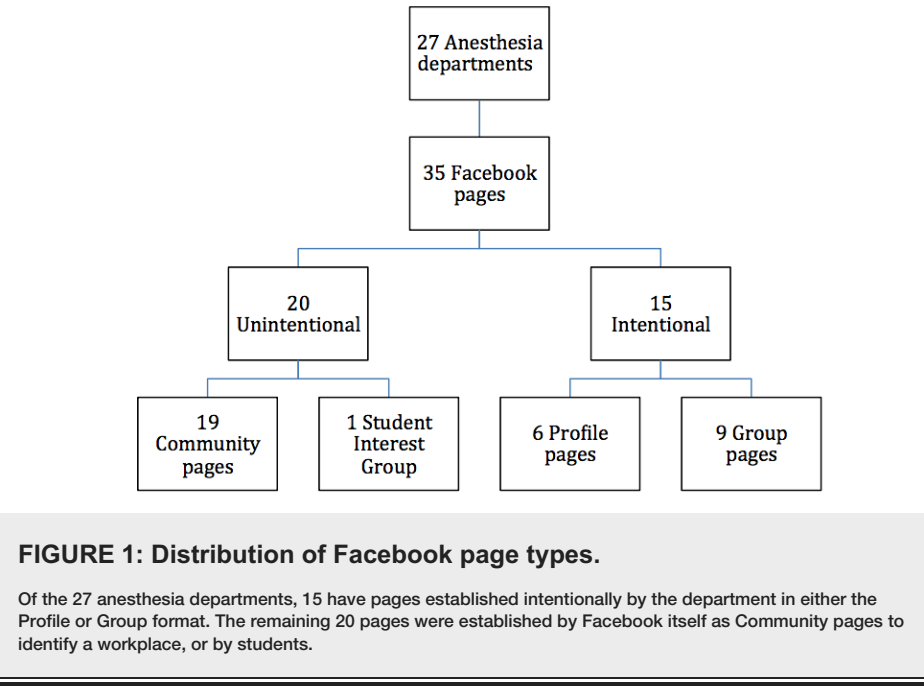 27 Anesthesia
departments
35 Facebook
pages
20
Unintentional
15
Intentional
19
Community
pages
1 Student
Interest
Group
6 Profile
pages
9 Group
pages
FIGURE 1: Distribution of Facebook page types.
Of the 27 anesthesia departments, 15 have pages established intentionally by the department in either the
Profile or Group format. The remaining 20 pages were established by Facebook itself as Community pages to
identify a workplace, or by students.